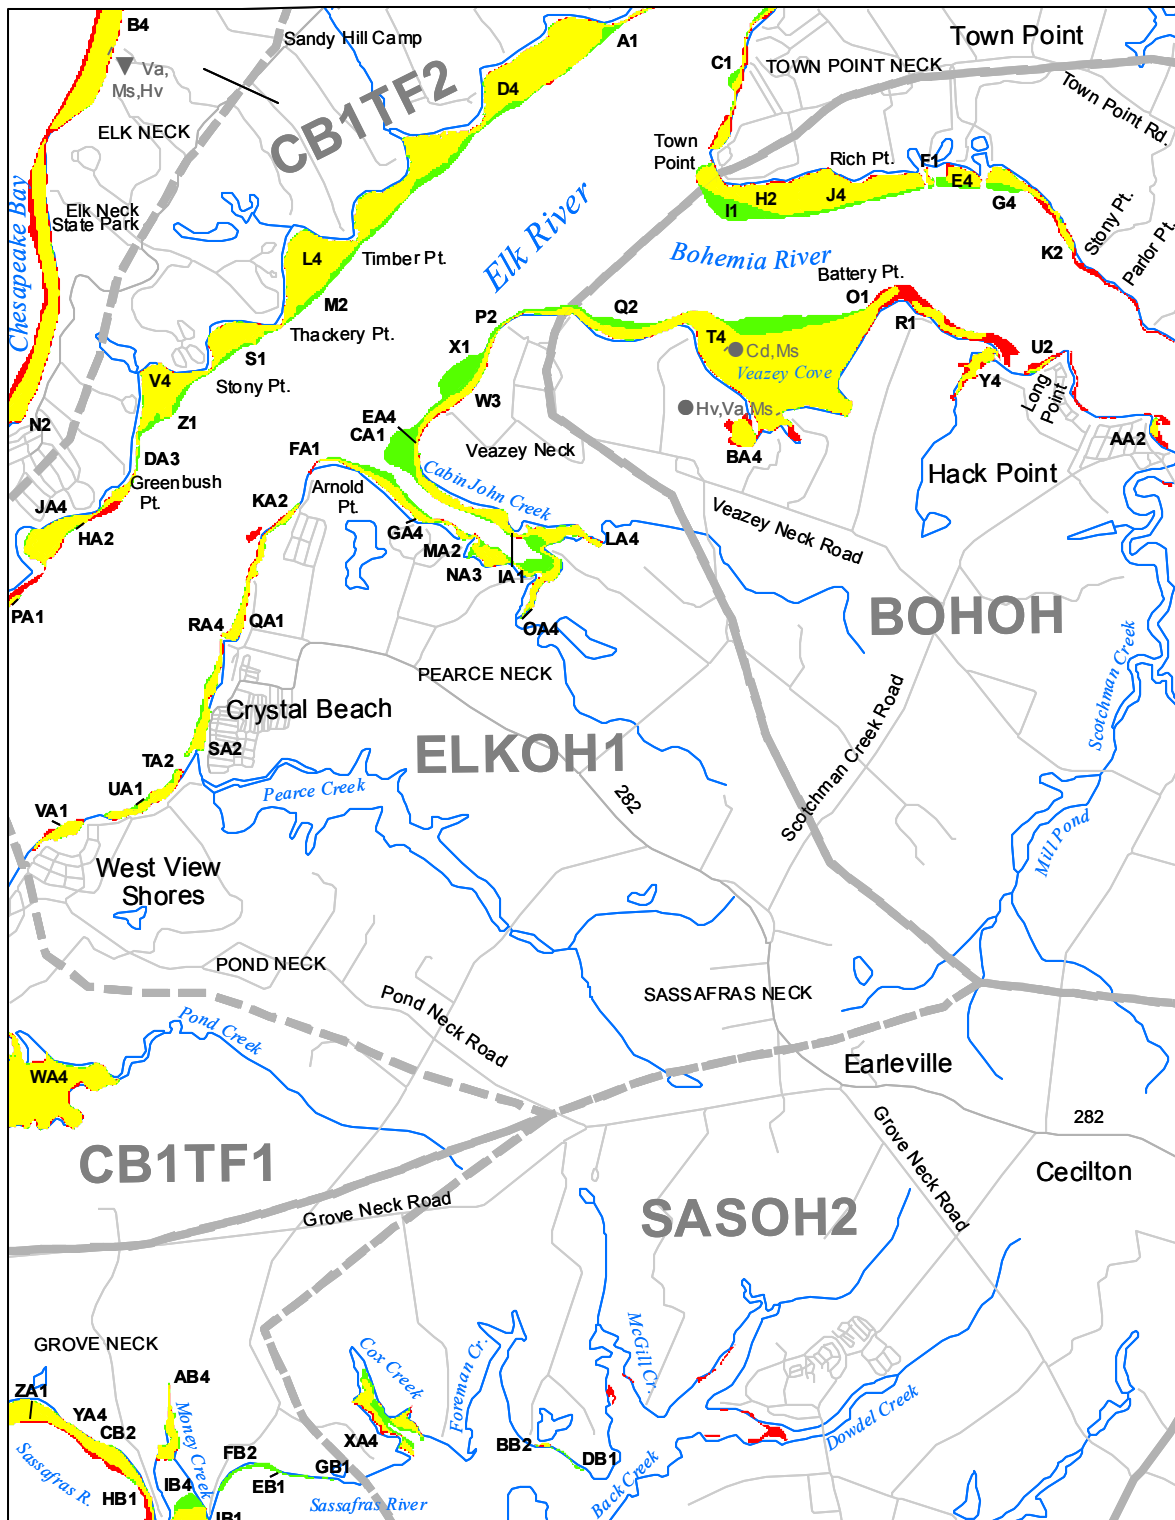 B4
Sandy Hill Camp
A1
Town Point
C1
TOWN POINT NECK
Va,
Ms,Hv
D4
CB1TF2
Town Point Rd.
ELK NECK
Town
Point
Rich Pt.
F1
E4
H2
J4
G4
I1
Elk Neck
State Park
Chesapeake Bay
Elk River
Bohemia River
Stony Pt.
Parlor Pt.
K2
L4
Timber Pt.
Battery Pt.
M2
P2
Q2
O1
Thackery Pt.
R1
S1
T4
X1
Cd,Ms
U2
Stony Pt.
V4
Veazey Cove
Y4
Long
Point
W3
Hv,Va,Ms
Z1
N2
EA4
CA1
Veazey Neck
BA4
AA2
FA1
DA3
Hack Point
Greenbush
Pt.
Arnold
Pt.
Cabin John Creek
KA2
JA4
Veazey Neck Road
HA2
GA4
LA4
MA2
NA3
IA1
PA1
BOHOH
RA4
QA1
OA4
PEARCE NECK
Scotchman Creek
Crystal Beach
Scotchman Creek Road
SA2
ELKOH1
TA2
UA1
Pearce Creek
282
VA1
Mill Pond
West View
Shores
POND NECK
SASSAFRAS NECK
Pond Neck Road
Pond Creek
Earleville
WA4
282
CB1TF1
Grove Neck Road
Cecilton
Grove Neck Road
SASOH2
GROVE NECK
McGill Cr.
Cox Creek
Foreman Cr.
AB4
ZA1
YA4
Money Creek
CB2
Dowdel Creek
XA4
BB2
FB2
DB1
Sassafras R.
GB1
IB4
EB1
HB1
Back Creek
Sassafras River
JB1